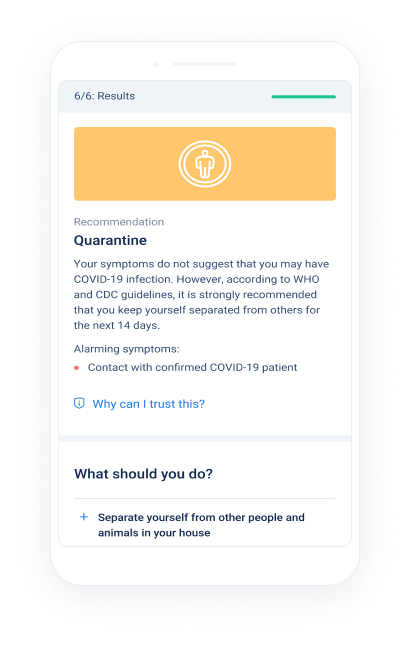 6/6: Results
Recommendation
Quarantine
Your symptoms do not suggest that you may have
COVID-19 infection. However, according to WHO
and CDC guidelines, it is strongly recommended
that you keep yourself separated from others for
the next 14 days.
Alarming symptoms:
Contact with confirmed COVID-19 patient
Why can I trust this?
What should you do?
+ Separate yourself from other people and
animals in your house